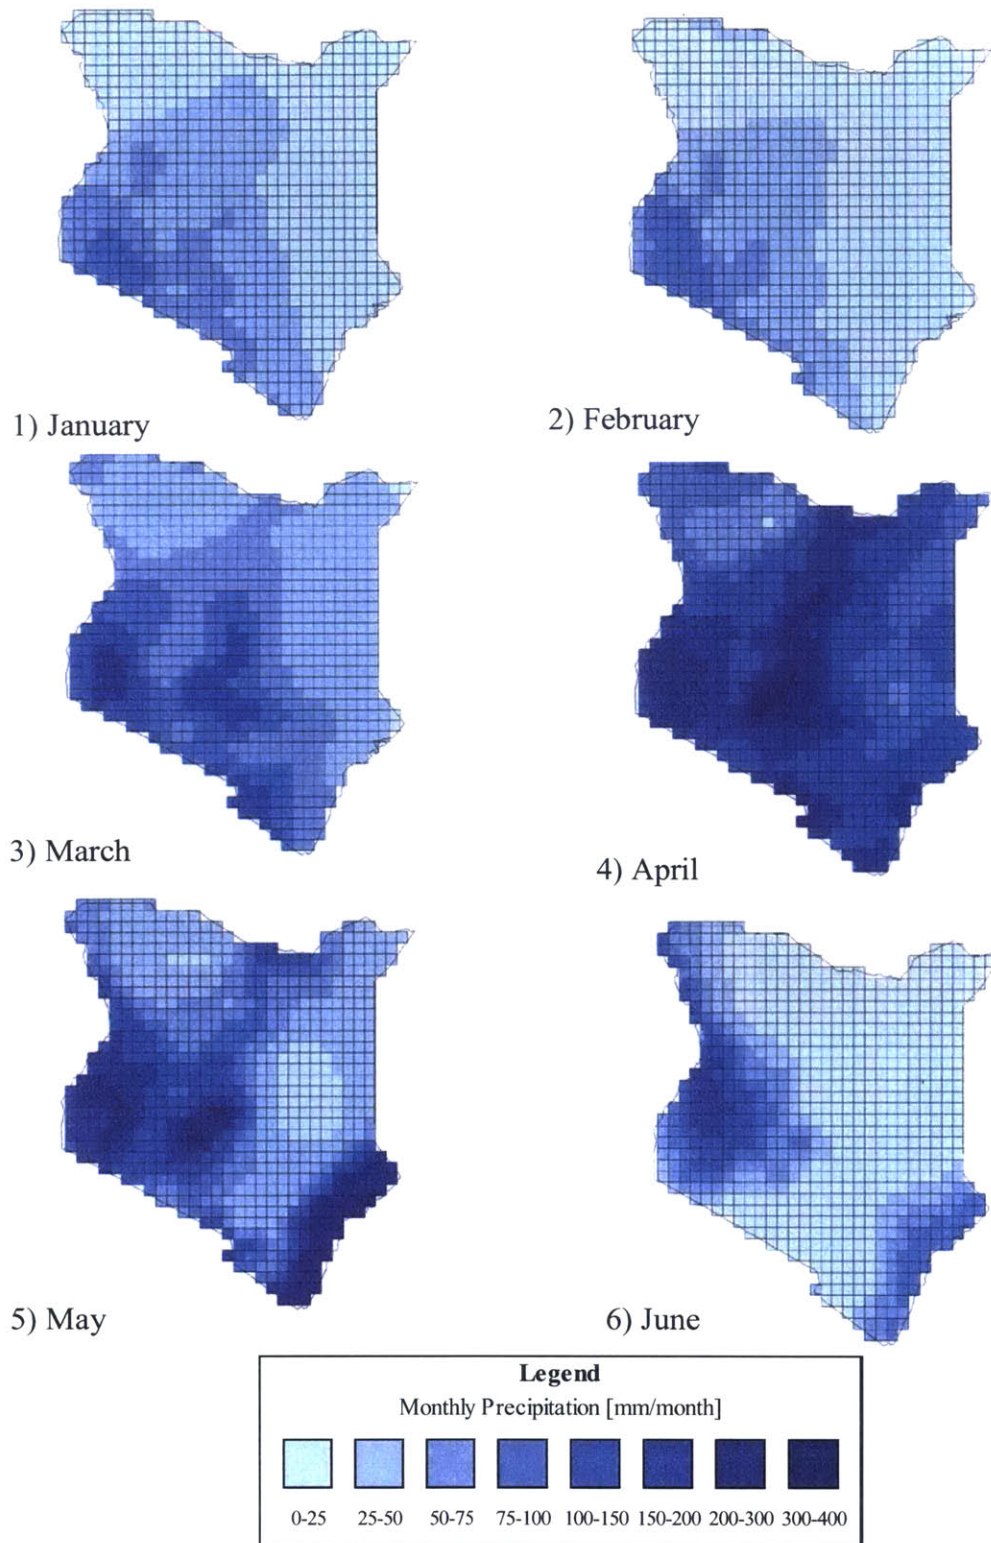 1) January
2) February
3) March
4) April
5) May
6) June
Legend
Monthly Precipitation [mm/month]
0-25 25-50 50-75 75-100 100-150 150-200 200-300 300-400